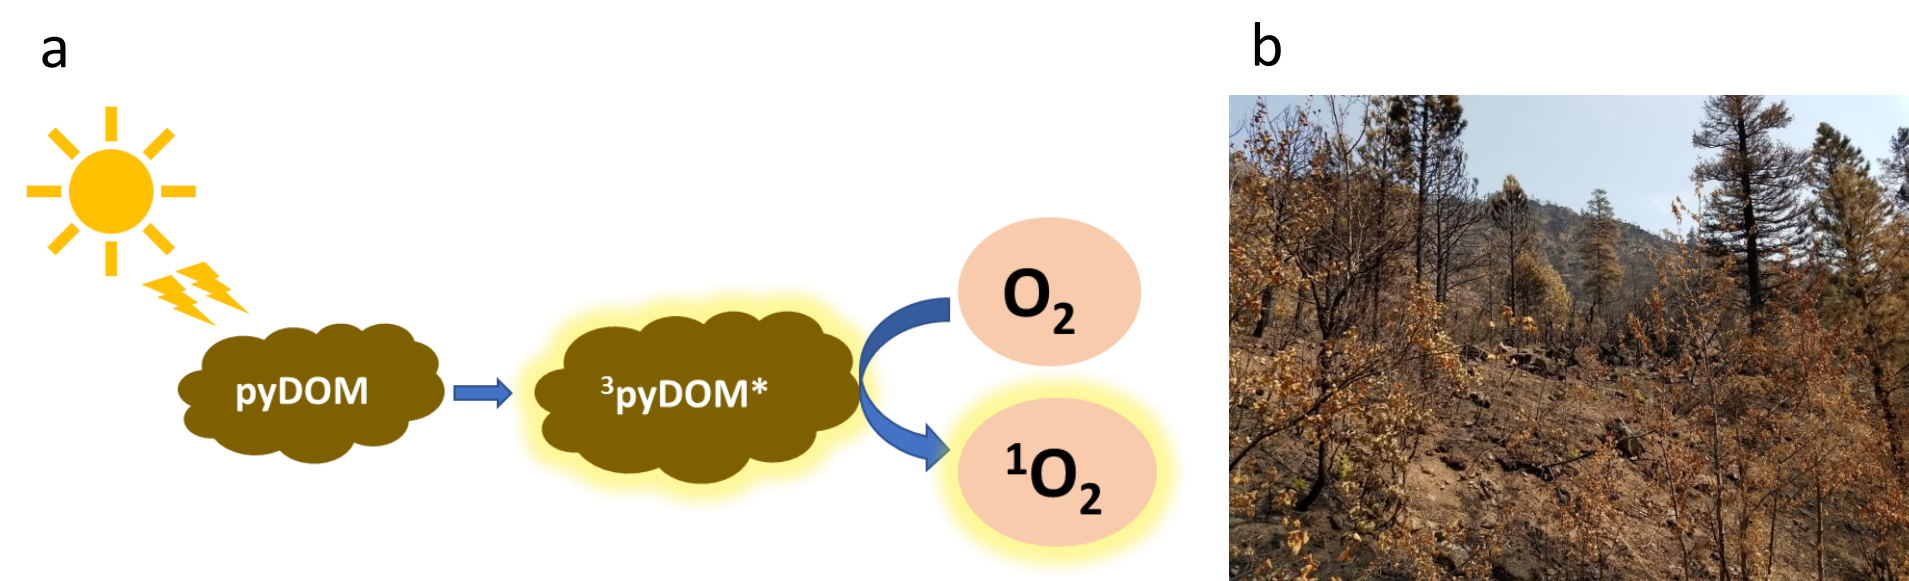 a
b
pyDOM
³pyDOM*
O₂
¹O₂